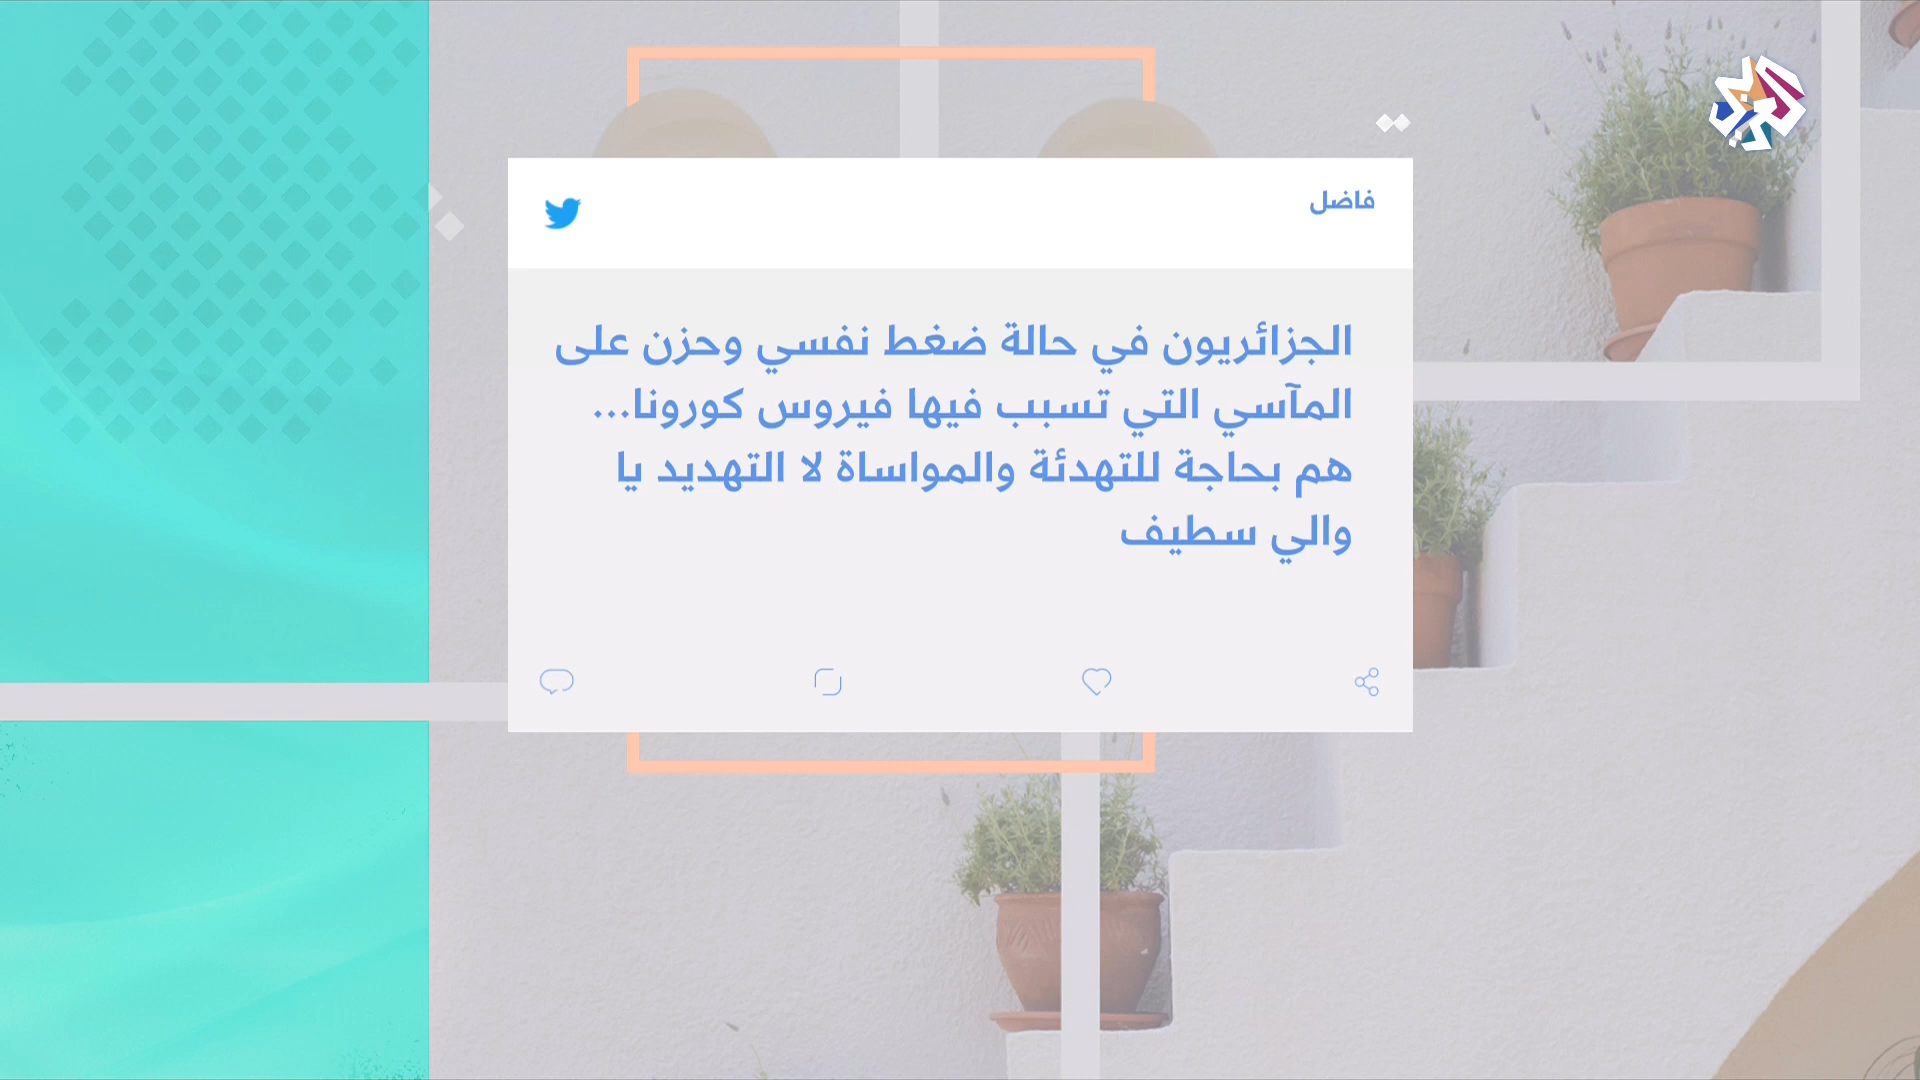 فاضل
الجزائريون في حالة ضغط نفسي وحزن على
المآسي التي تسبب فيها فيروس كورونا...
هم بحاجة للتهدئة والمواساة لا التهديد يا
والي سطيف